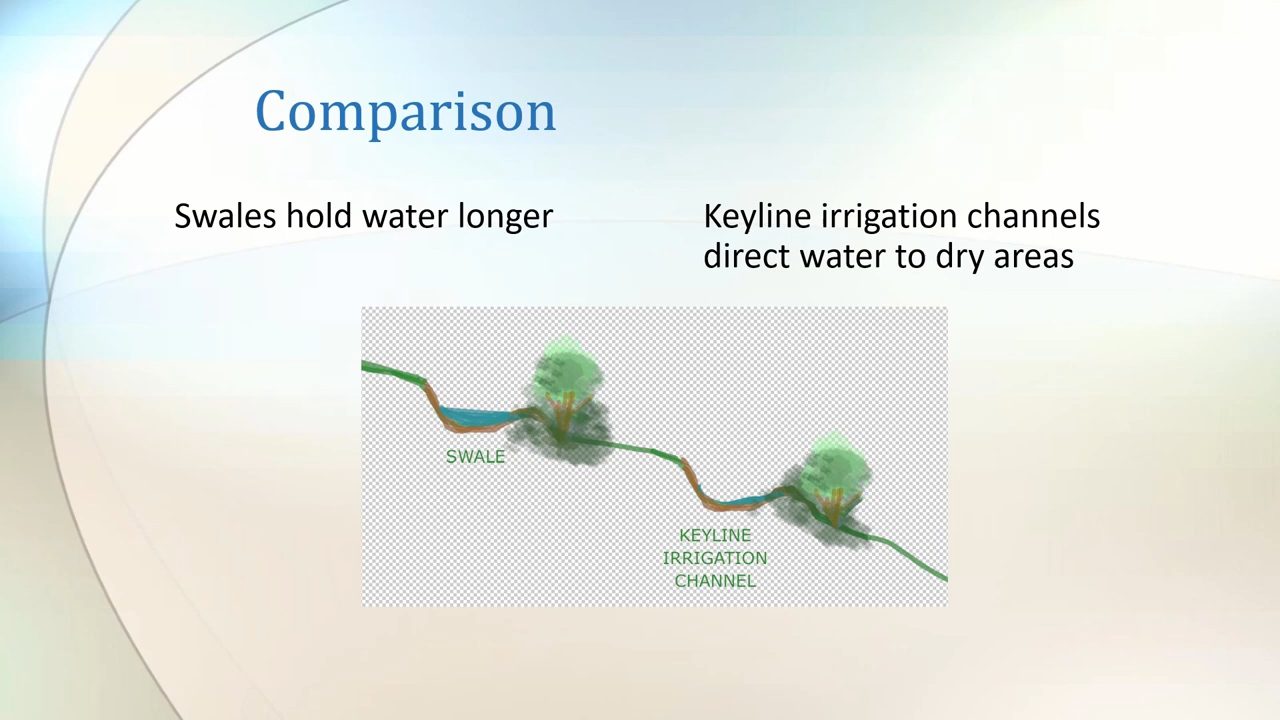 Comparison
Swales hold water longer
Keyline irrigation channels
direct water to dry areas
SWALE
KEYLINE
IRRIGATION
CHANNEL